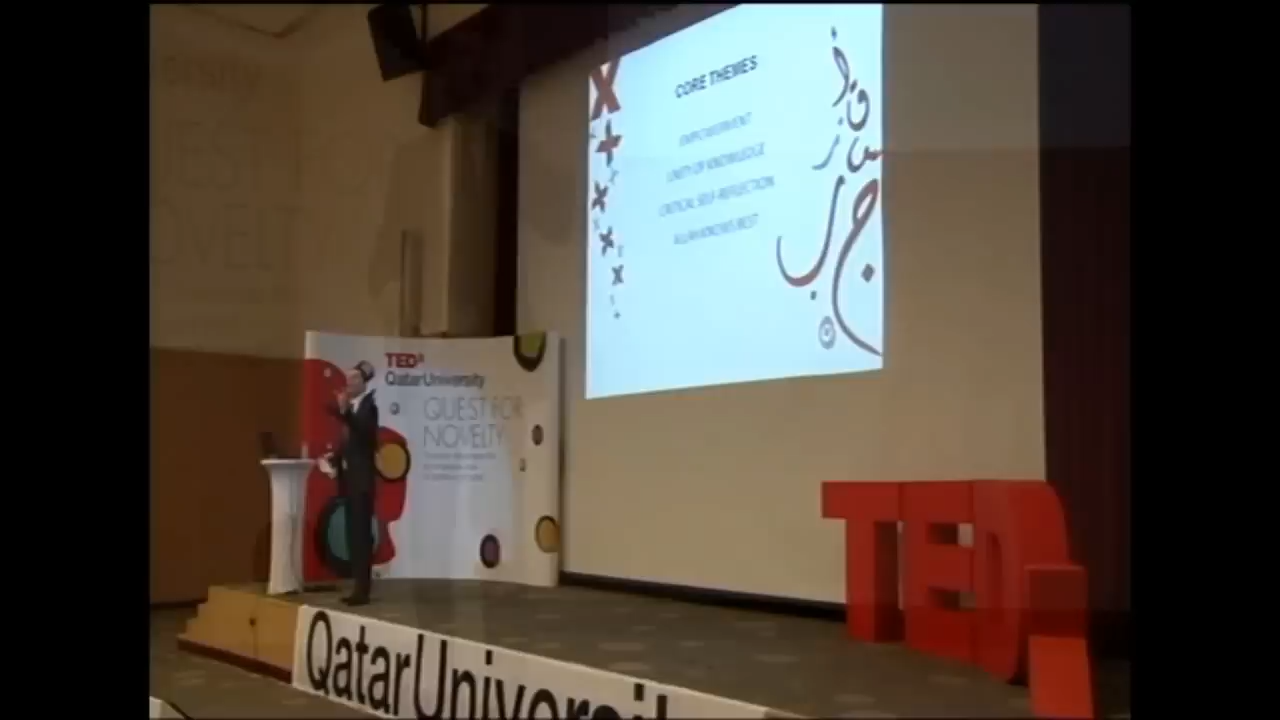 CORE THEMES
EMPOWERMENT
UNITY OF KNOWLEDGE
CRITICAL SELF-REFLECTION
ALLAH KNOWS BEST
TEDx
QatarUniversity
QUEST FOR
NOVELTY
TEDx
QatarUniversi